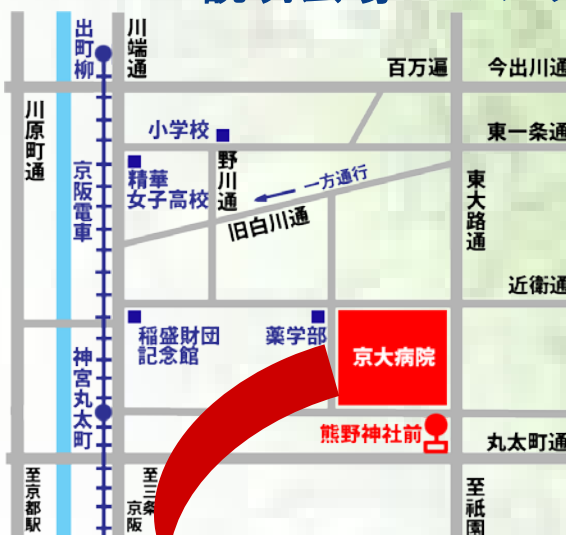 出町柳
川端通
百万遍
今出川通
川原町通
小学校
東一条通
精華
女子高校
野川通
一方通行
旧白川通
京阪電車
東大路通
近衛通
稲盛財団
記念館
薬学部
京大病院
神宮丸太町
熊野神社前
丸太町通
至京都駅
至三条
京阪
至祇園